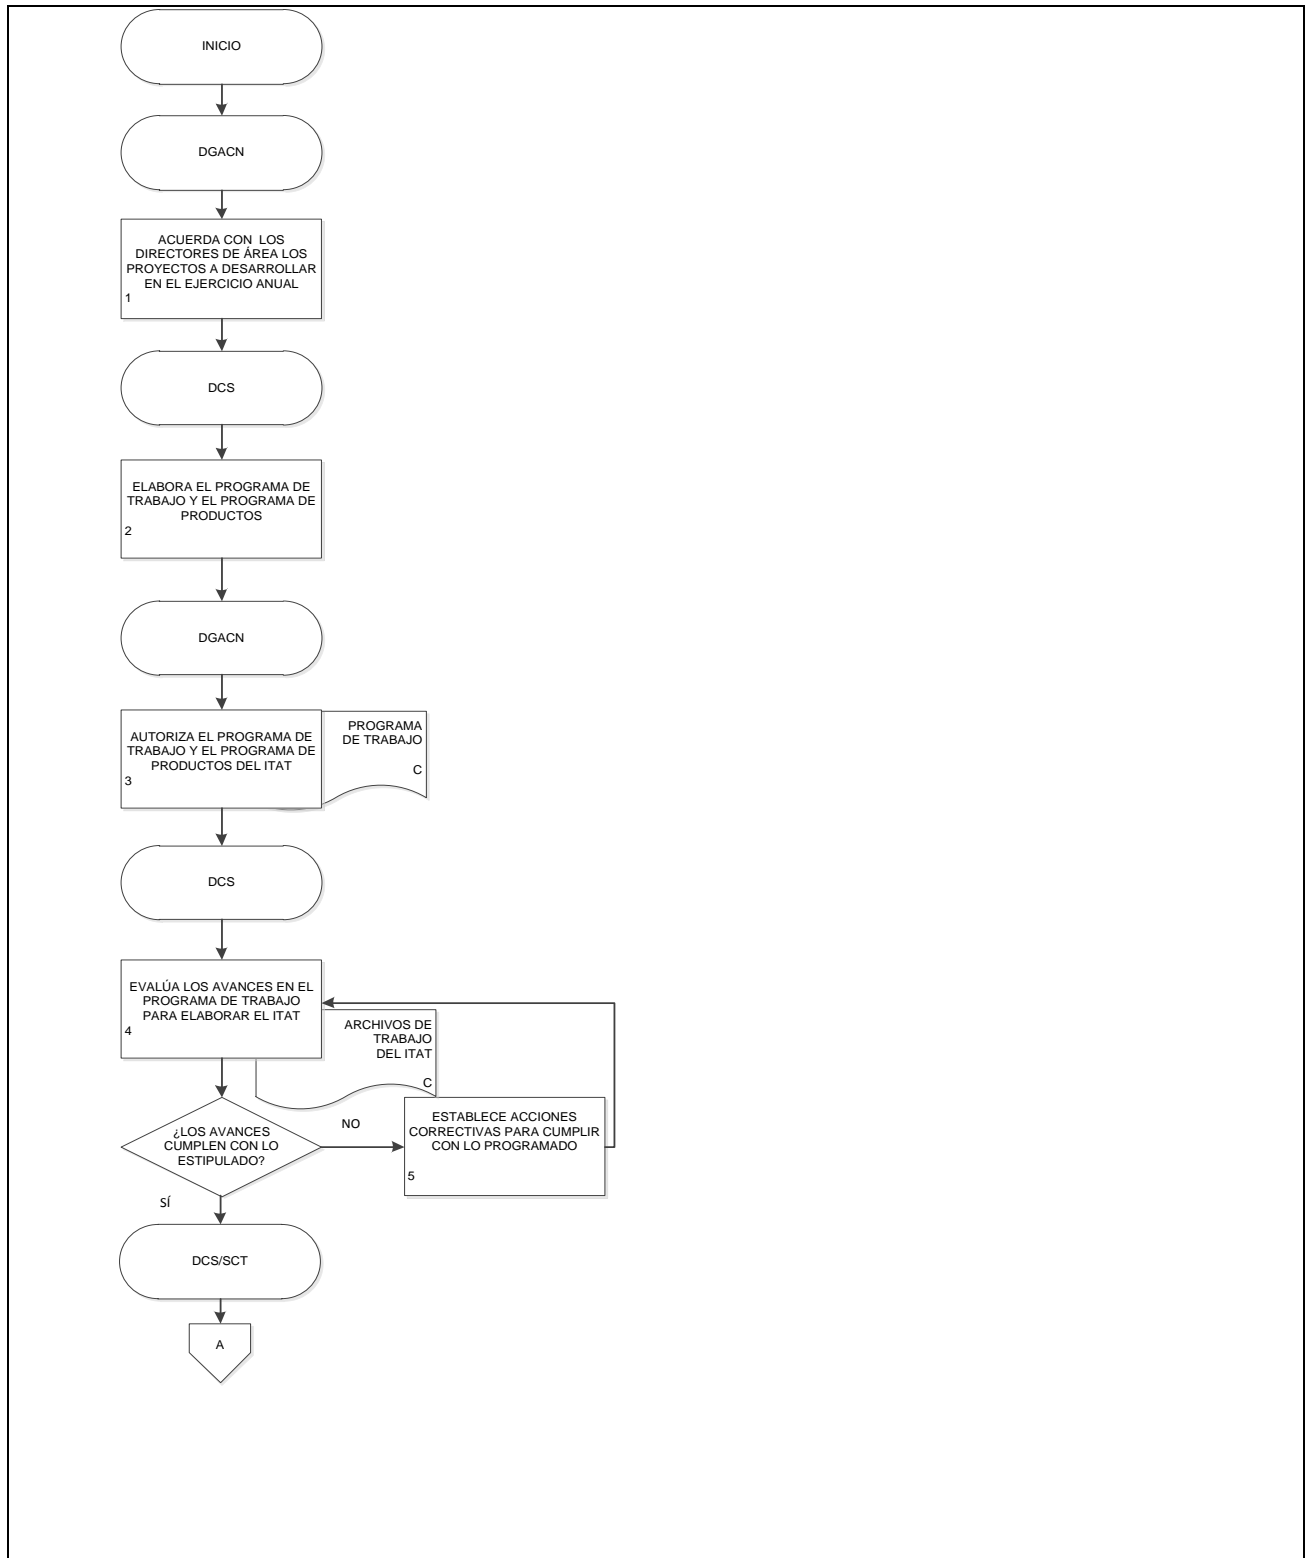 INICIO
DGACN
ACUERDA CON LOS
DIRECTORES DE ÁREA LOS
PROYECTOS A DESARROLLAR
EN EL EJERCICIO ANUAL
1
DCS
ELABORA EL PROGRAMA DE
TRABAJO Y EL PROGRAMA DE
PRODUCTOS
2
DGACN
AUTORIZA EL PROGRAMA DE
TRABAJO Y EL PROGRAMA DE
PRODUCTOS DEL ITAT
3
PROGRAMA
DE TRABAJO
C
DCS
EVALÚA LOS AVANCES EN EL
PROGRAMA DE TRABAJO
PARA ELABORAR EL ITAT
4
ARCHIVOS DE
TRABAJO
DEL ITAT
C
¿LOS AVANCES
CUMPLEN CON LO
ESTIPULADO?
NO
ESTABLECE ACCIONES
CORRECTIVAS PARA CUMPLIR
CON LO PROGRAMADO
5
SÍ
DCS/SCT
A